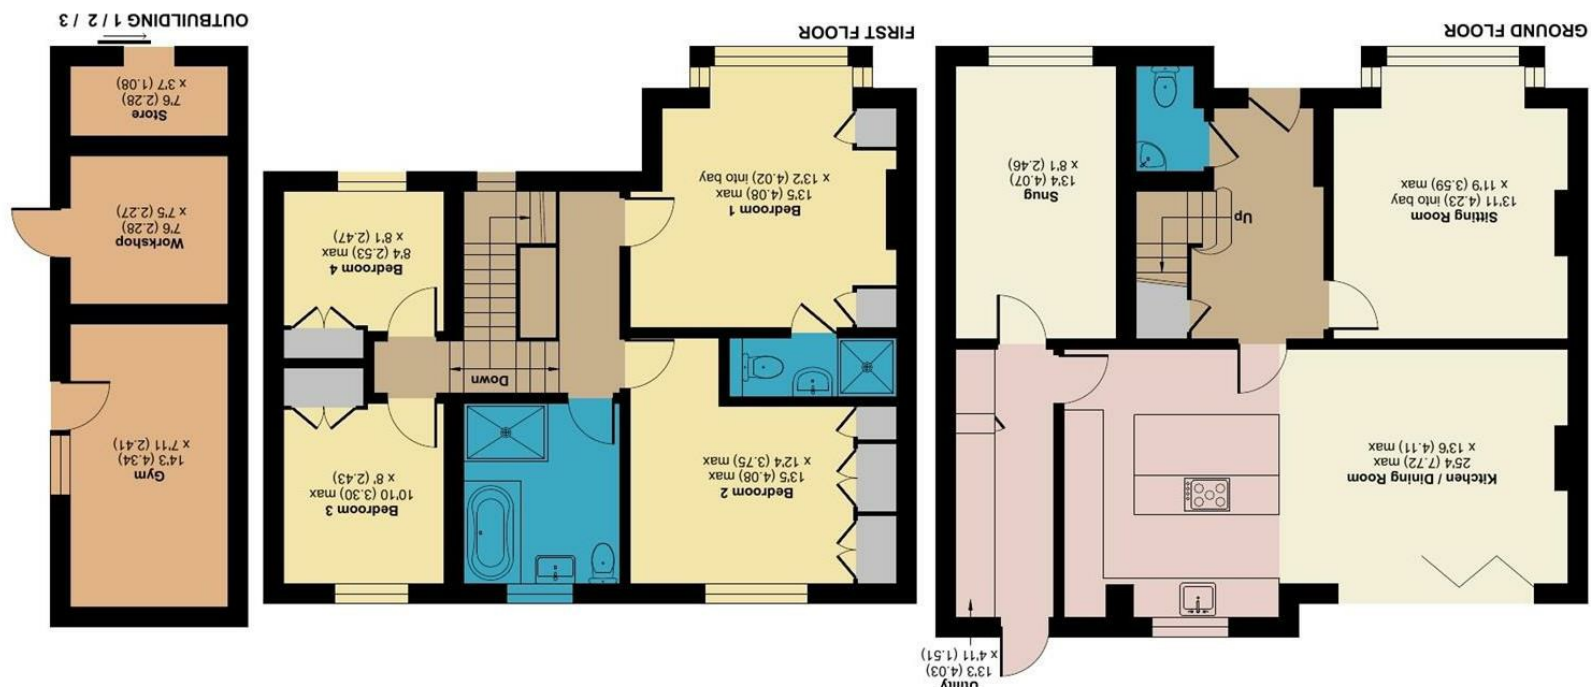 GROUND FLOOR
Sitting Room
13'11 (4.23) into bay
x 11'9 (3.59) max
Up
Snug
13'4 (4.07)
x 8'1 (2.46)
Kitchen / Dining Room
25'4 (7.72) max
x 13'6 (4.11) max
Utility
13'3 (4.03)
x 4'11 (1.51)
FIRST FLOOR
Bedroom 1
13'5 (4.08) max
x 13'2 (4.02) into bay
Bedroom 4
8'4 (2.53) max
x 8'1 (2.47)
Down
Bedroom 2
13'5 (4.08) max
x 12'4 (3.75) max
Bedroom 3
10'10 (3.30) max
x 8' (2.43)
OUTBUILDING 1 / 2 / 3
Store
7'6 (2.28)
x 3'7 (1.08)
Workshop
7'6 (2.28)
x 7'5 (2.27)
Gym
14'3 (4.34)
x 7'11 (2.41)